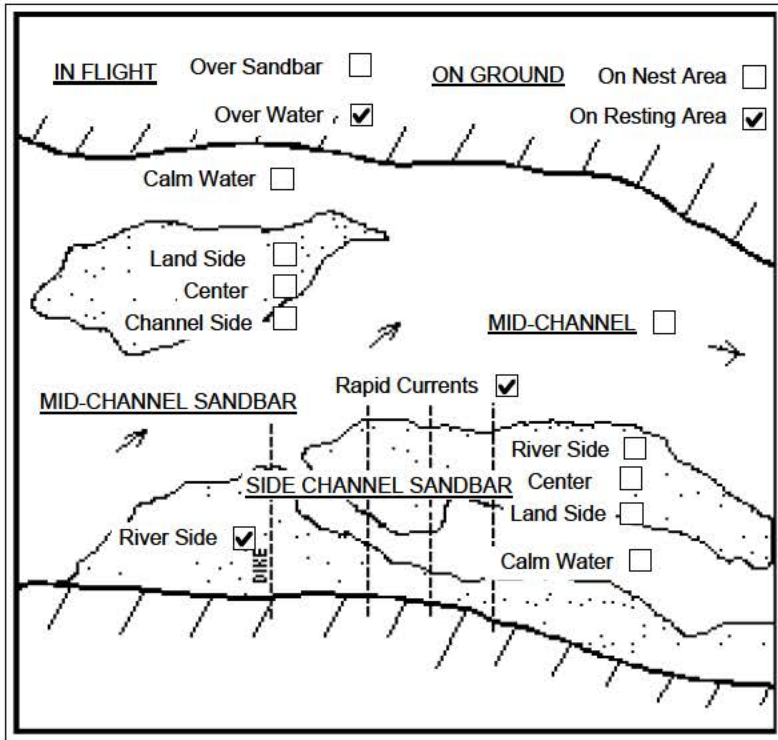 IN FLIGHT Over Sandbar ☐ ON GROUND On Nest Area ☐
Over Water ☑ On Resting Area ☑
Calm Water ☐
Land Side ☐
Center ☐
Channel Side ☐ MID-CHANNEL ☐
Rapid Currents ☑
MID-CHANNEL SANDBAR
River Side ☐
SIDE CHANNEL SANDBAR Center ☐
Land Side ☐
River Side ☑
DIKE
Calm Water ☐